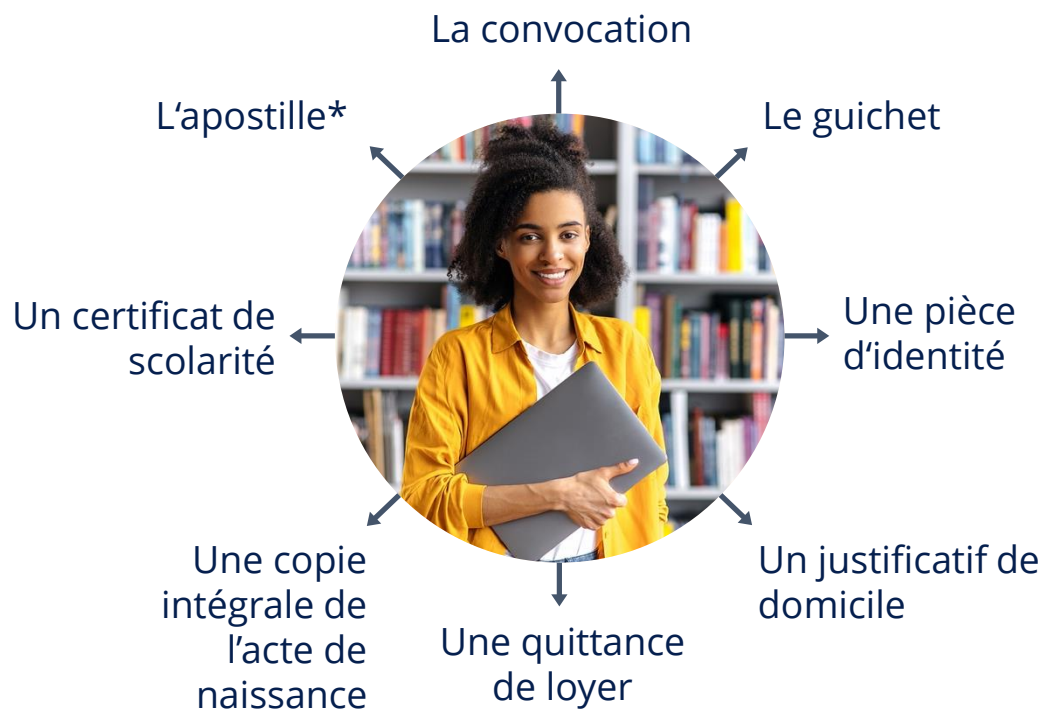 La convocation
L‘apostille*
Le guichet
Un certificat de
scolarité
Une pièce
d‘identité
Une copie
intégrale de
l’acte de
naissance
Une quittance
de loyer
Un justificatif de
domicile